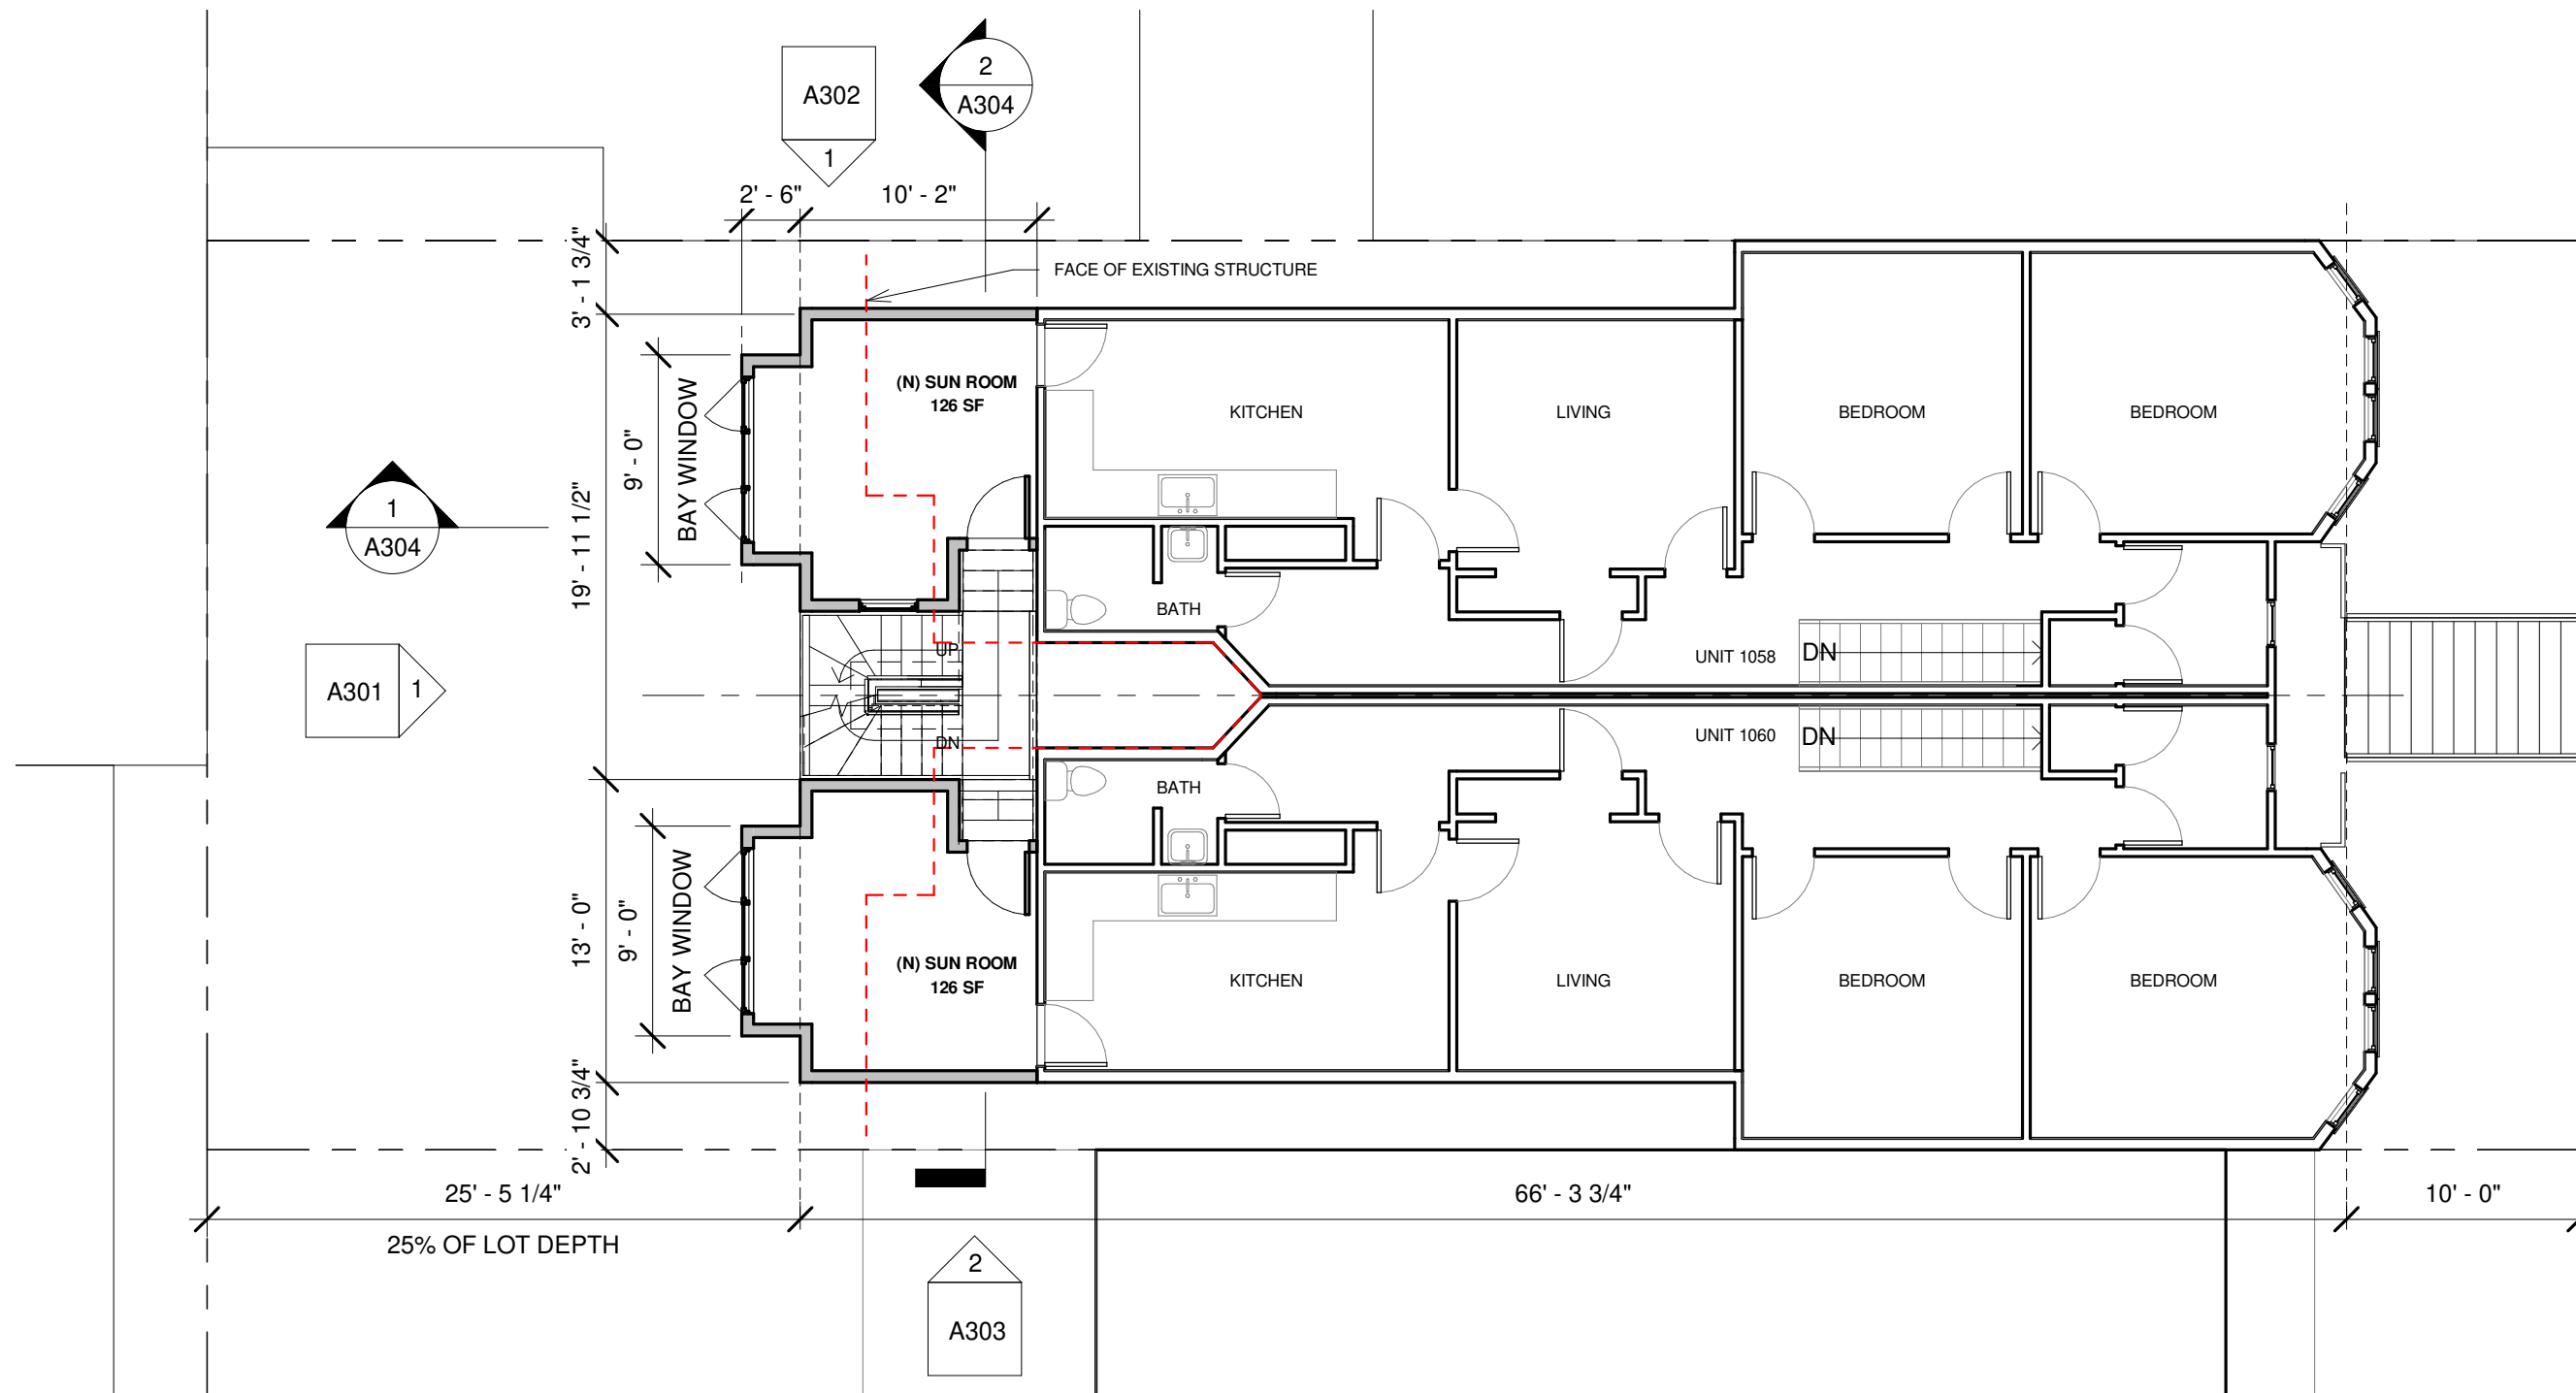 2
A304
A302
1
2' - 6"
10' - 2"
3' - 1 3/4"
FACE OF EXISTING STRUCTURE
(N) SUN ROOM
126 SF
KITCHEN
LIVING
BEDROOM
BEDROOM
BAY WINDOW
9' - 0"
1
A304
19' - 11 1/2"
BATH
UP
UNIT 1058
DN
A301
1
DN
UNIT 1060
DN
BATH
BAY WINDOW
9' - 0"
13' - 0"
(N) SUN ROOM
126 SF
KITCHEN
LIVING
BEDROOM
BEDROOM
2' - 10 3/4"
25' - 5 1/4"
66' - 3 3/4"
10' - 0"
25% OF LOT DEPTH
2
A303